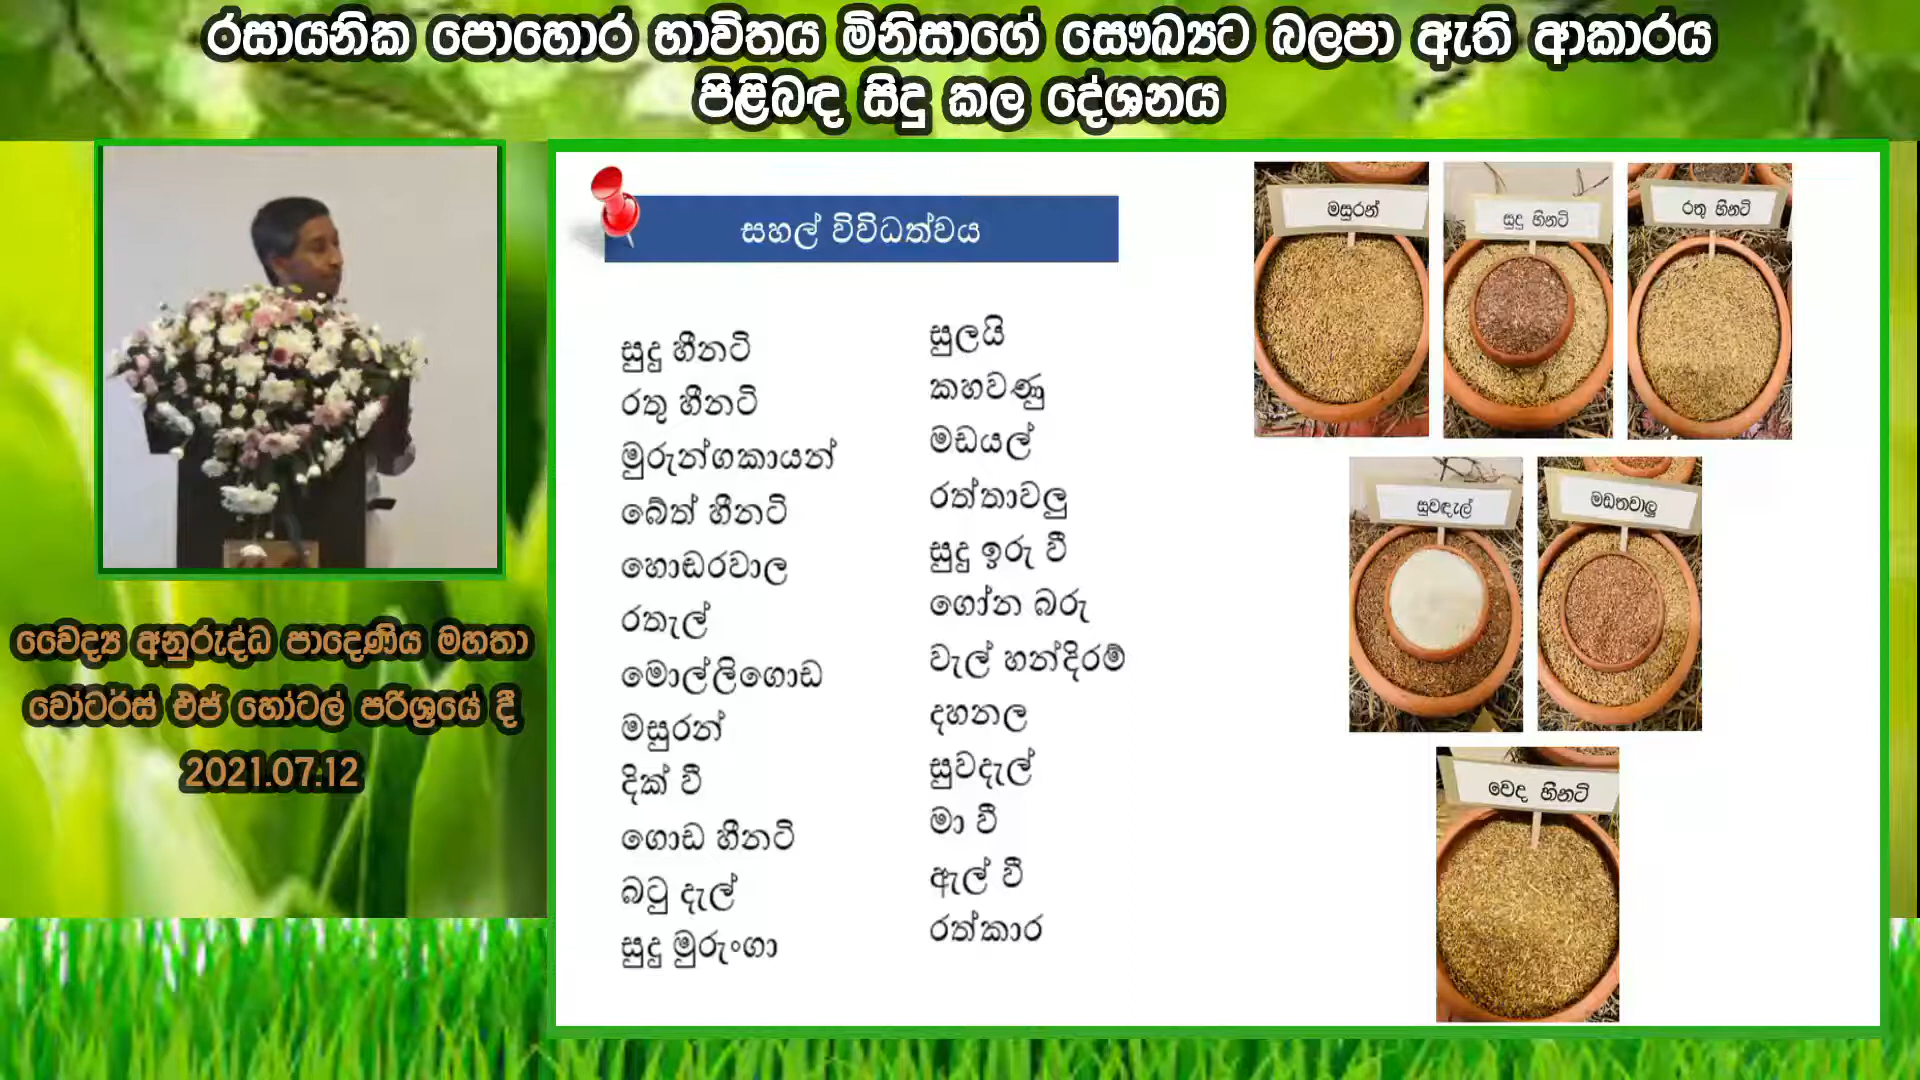 රසායනික පොහොර භාවිතය මිනිසාගේ සෞඛ්‍යට බලපා ඇති ආකාරය
පිළිබඳ සිදු කල දේශනය
වෛද්‍ය අනුරුද්ධ පාදෙණිය මහතා
වෝටර්ස් එජ් හෝටල් පරිශ්‍රයේ දී
2021.07.12
සහල් විවිධත්වය
සුදු හීනටි
රතු හීනටි
මුරුන්ගකායන්
බේත් හීනටි
හොඬරවාල
රතැල්
මොල්ලිගොඩ
මසුරන්
දික් වී
ගොඩ හීනටි
බටු දැල්
සුදු මුරුංගා
සුලයි
කහවණු
මඩයල්
රත්තාවලු
සුදු ඉරු වී
ගෝන බරු
වැල් හන්දිරම්
දහනල
සුවදැල්
මා වී
ඇල් වී
රත්කාර
මසුරන්
සුදු හීනටි
රතු හීනටි
සුවඳැල්
මඩතවාලු
වෙද හීනටි